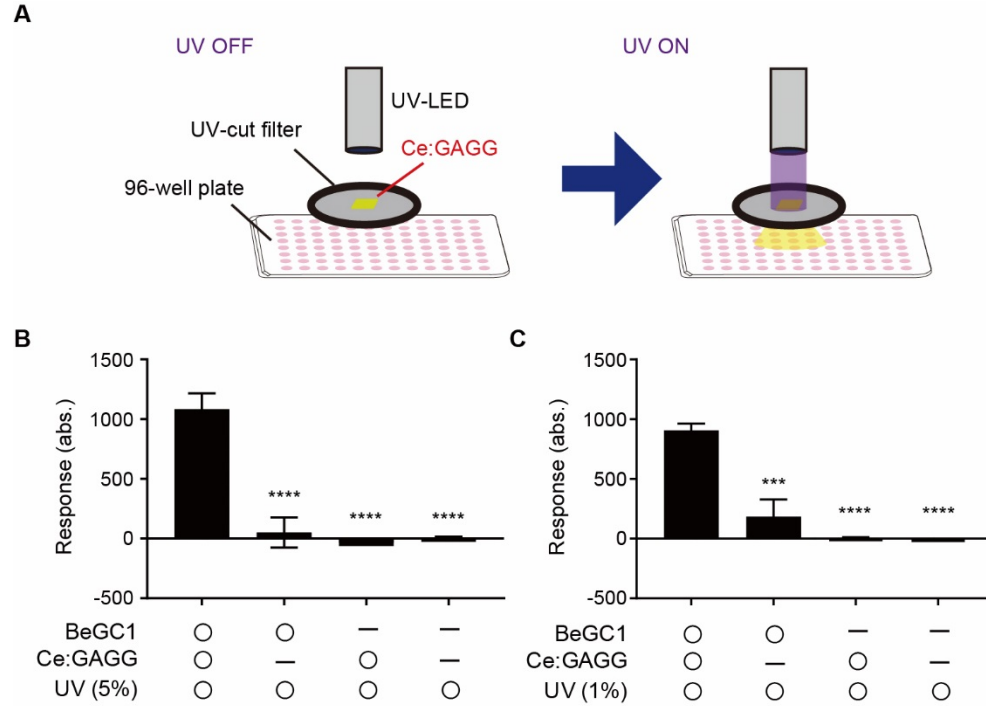 A
UV OFF
UV ON
UV-LED
UV-cut filter
Ce:GAGG
96-well plate
B
1500
1000
500
0
-500
Response (abs.)
****
****
****
BeGC1 ○ ○ — —
Ce:GAGG ○ — ○ —
UV (5%) ○ ○ ○ ○
C
1500
1000
500
0
-500
Response (abs.)
***
****
****
BeGC1 ○ ○ — —
Ce:GAGG ○ — ○ —
UV (1%) ○ ○ ○ ○